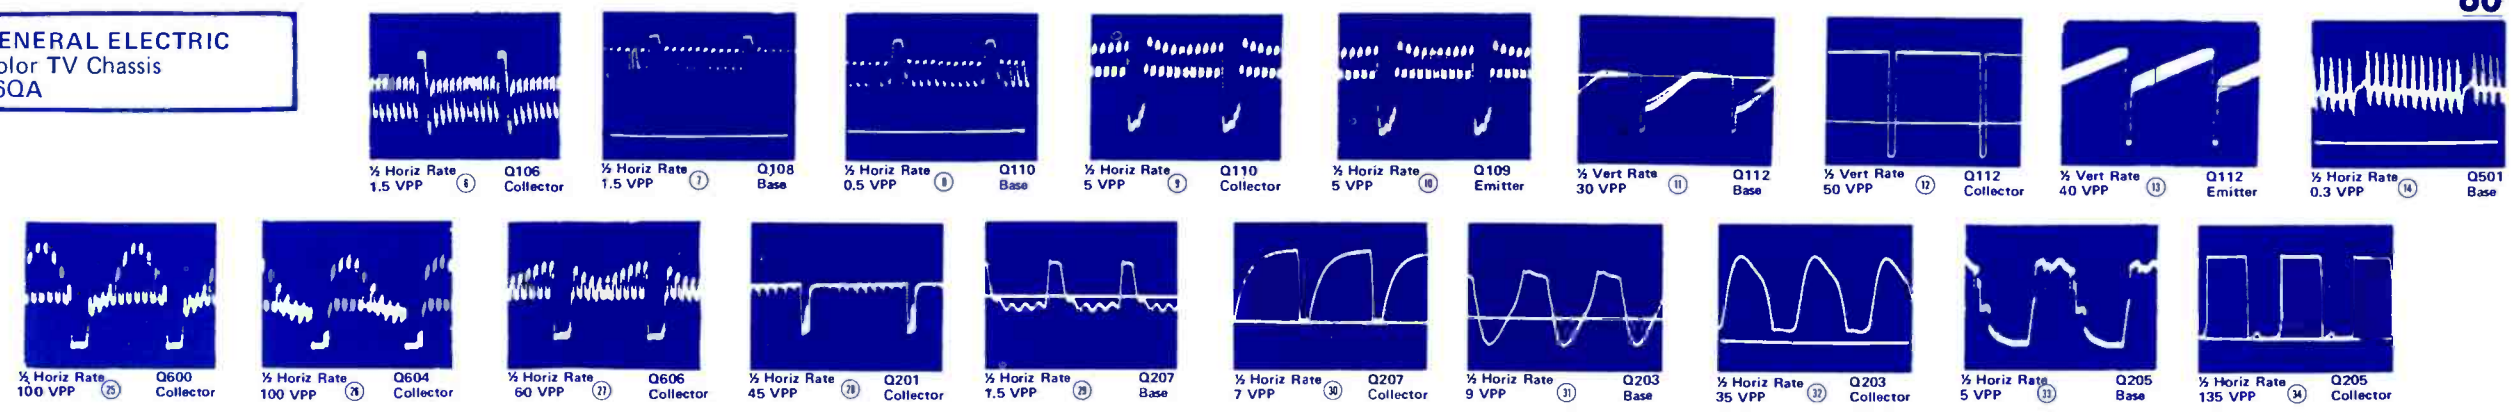 ENERAL ELECTRIC
olor TV Chassis
QA
½ Horiz Rate Q106
1.5 VPP 6 Collector
½ Horiz Rate Q108
1.5 VPP 7 Base
½ Horiz Rate Q110
0.5 VPP 8 Base
½ Horiz Rate Q110
5 VPP 9 Collector
½ Horiz Rate Q109
5 VPP 10 Emitter
½ Vert Rate Q112
30 VPP 11 Base
½ Vert Rate Q112
50 VPP 12 Collector
½ Vert Rate Q112
40 VPP 13 Emitter
½ Horiz Rate Q501
0.3 VPP 14 Base
½ Horiz Rate Q600
100 VPP 25 Collector
½ Horiz Rate Q604
100 VPP 26 Collector
½ Horiz Rate Q606
60 VPP 27 Collector
½ Horiz Rate Q201
45 VPP 28 Collector
½ Horiz Rate Q207
1.5 VPP 29 Base
½ Horiz Rate Q207
7 VPP 30 Collector
½ Horiz Rate Q203
9 VPP 31 Base
½ Horiz Rate Q203
35 VPP 32 Collector
½ Horiz Rate Q205
5 VPP 33 Base
½ Horiz Rate Q205
135 VPP 34 Collector